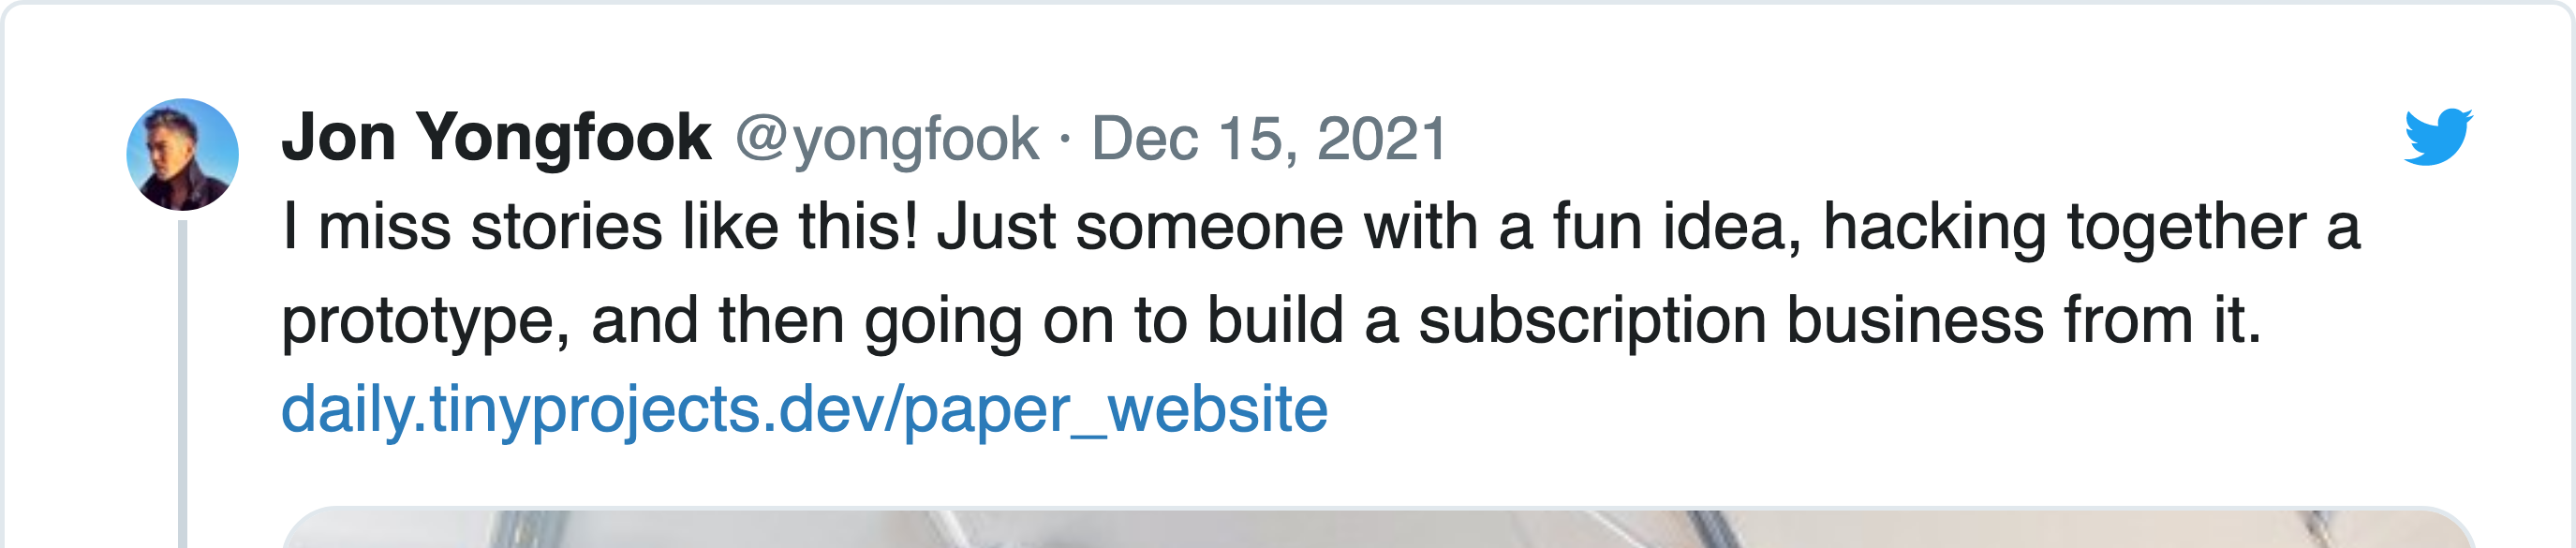 Jon Yongfook @yongfook · Dec 15, 2021
I miss stories like this! Just someone with a fun idea, hacking together a
prototype, and then going on to build a subscription business from it.
daily.tinyprojects.dev/paper_website